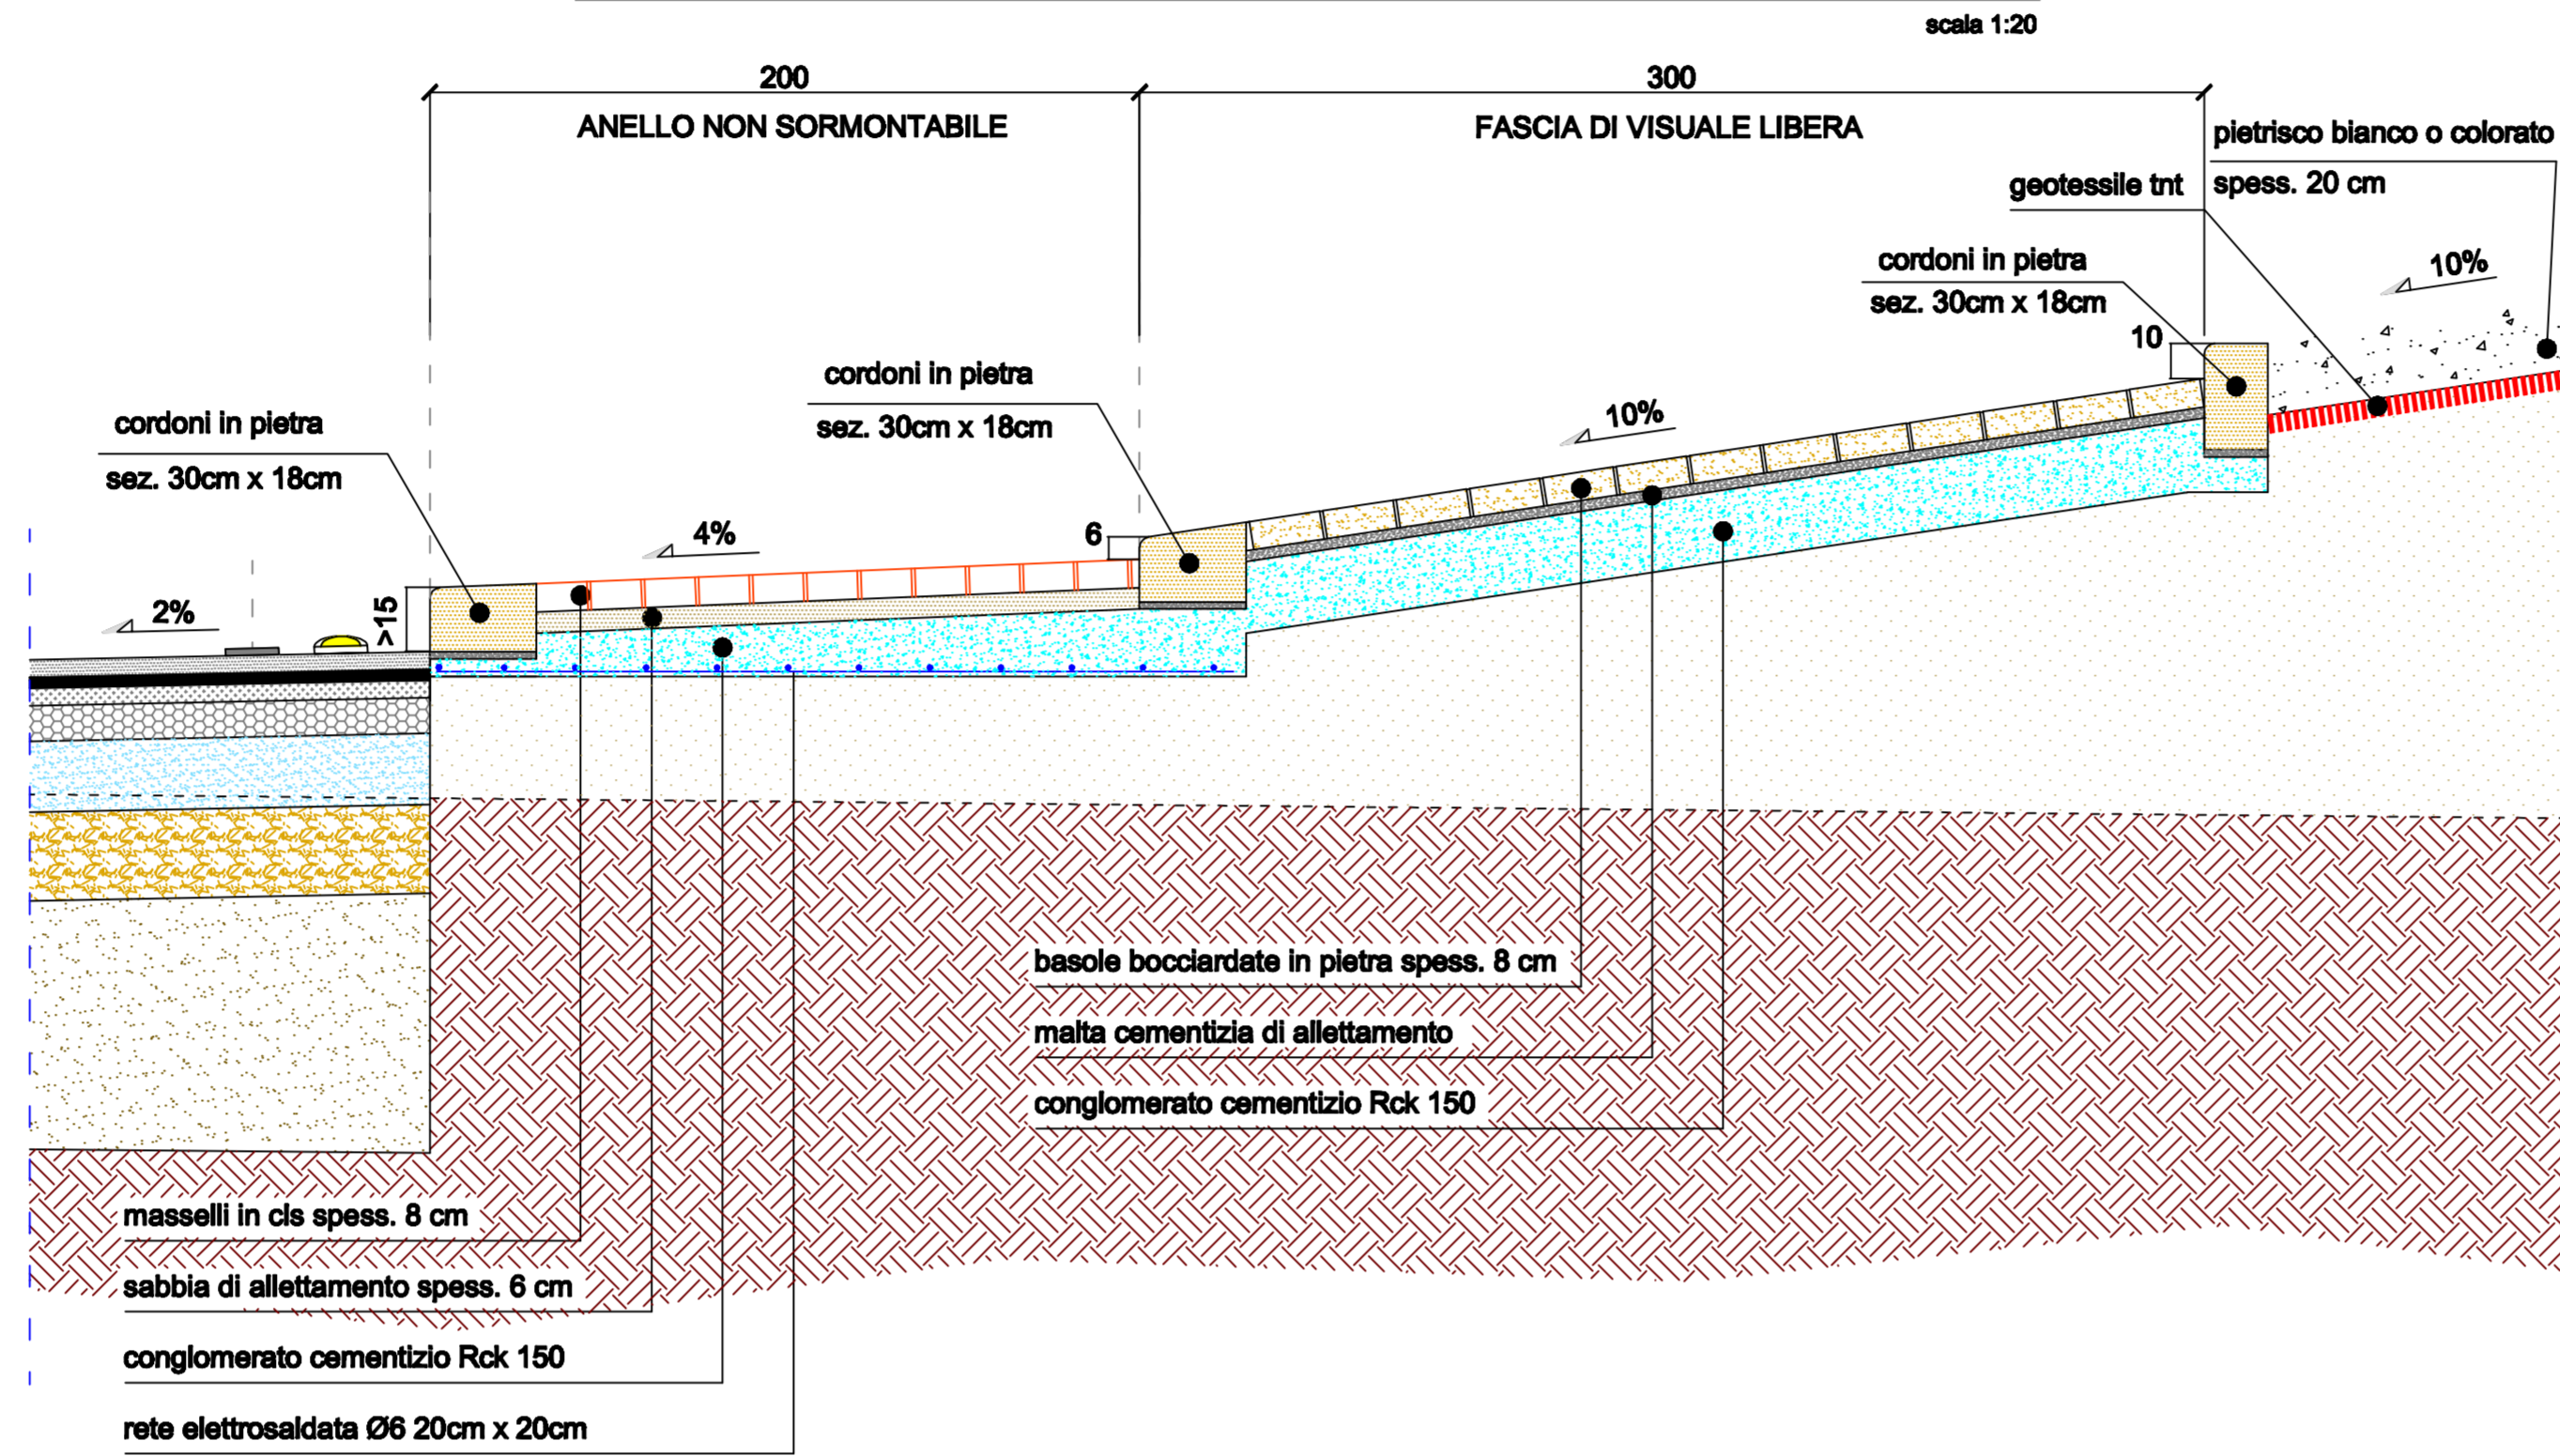 scala 1:20
200
300
ANELLO NON SORMONTABILE
FASCIA DI VISUALE LIBERA
pietrisco bianco o colorato
spess. 20 cm
geotessile tnt
cordoni in pietra
sez. 30cm x 18cm
10%
10
cordoni in pietra
sez. 30cm x 18cm
10%
cordoni in pietra
sez. 30cm x 18cm
4%
6
2%
>15
basole bocciardate in pietra spess. 8 cm
malta cementizia di allettamento
conglomerato cementizio Rck 150
masselli in cls spess. 8 cm
sabbia di allettamento spess. 6 cm
conglomerato cementizio Rck 150
rete elettrosaldata Ø6 20cm x 20cm